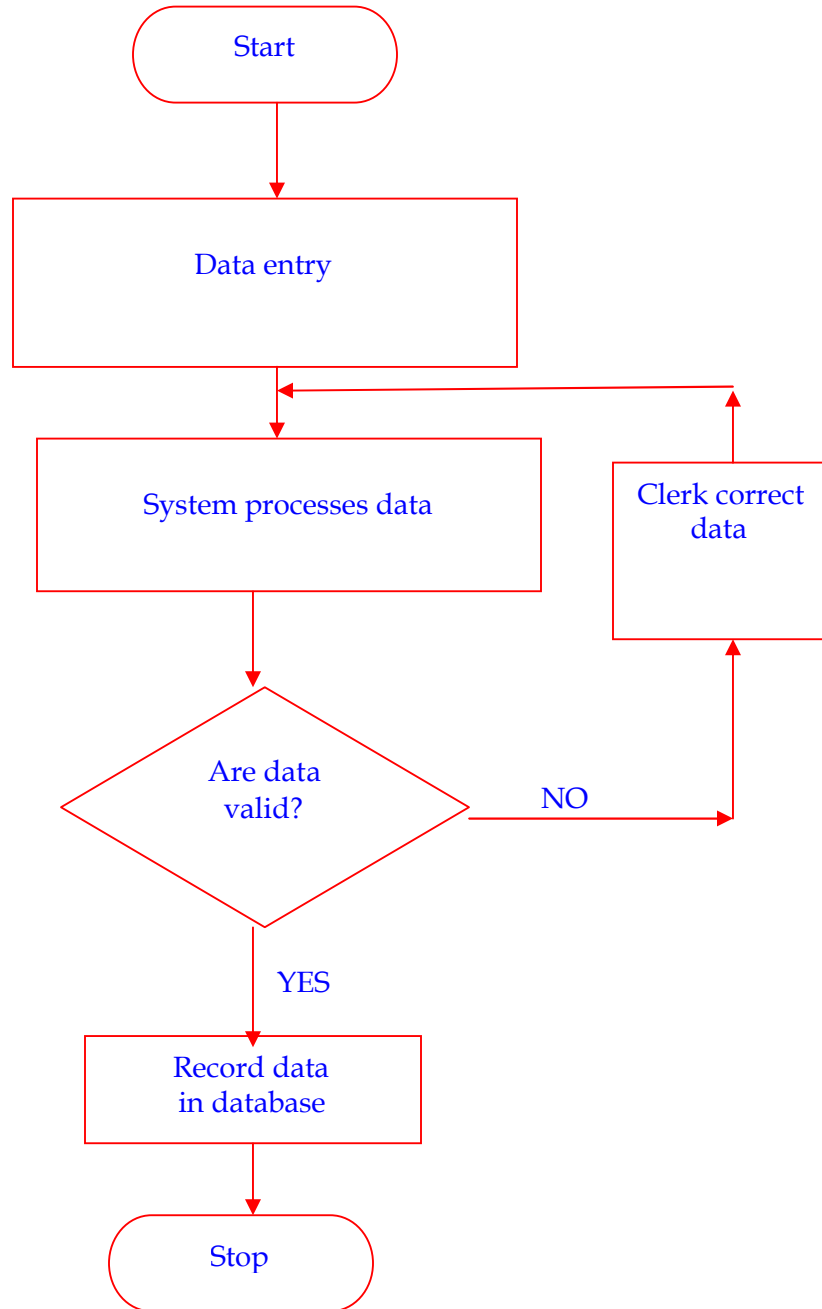 Start
Data entry
System processes data
Clerk correct
data
Are data
valid?
NO
YES
Record data
in database
Stop